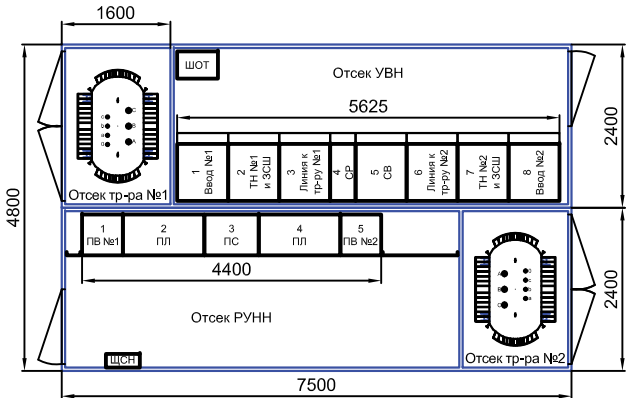 1600
ШОТ
Отсек УВН
5625
2400
1
Ввод №1
2
ТН №1
и ЗСШ
3
Линия к
тр-ру №1
4
СР
5
СВ
6
Линия к
тр-ру №2
7
ТН №2
и ЗСШ
8
Ввод №2
Отсек тр-ра №1
4800
1
ПВ №1
2
ПЛ
3
ПС
4
ПЛ
5
ПВ №2
4400
2400
Отсек РУНН
ЩСН
Отсек тр-ра №2
7500